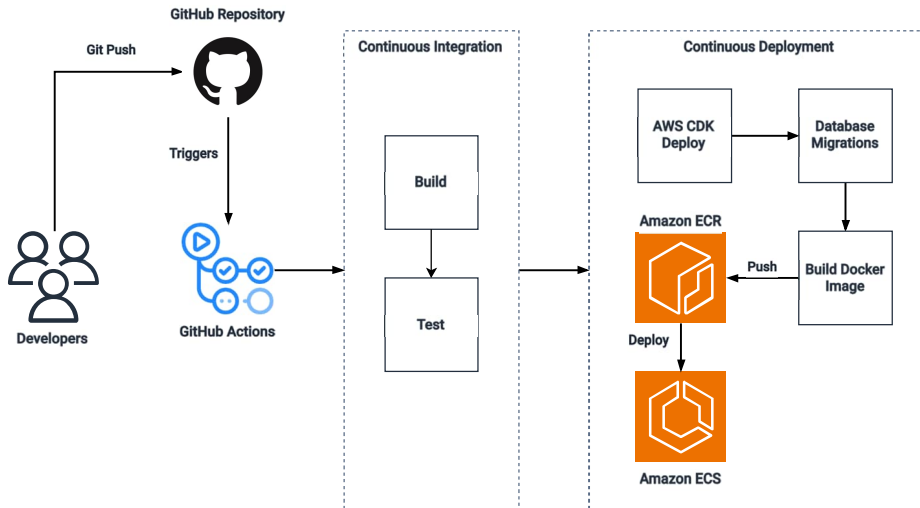 GitHub Repository
Git Push
Triggers
GitHub Actions
Developers
Continuous Integration
Build
Test
Continuous Deployment
AWS CDK
Deploy
Database
Migrations
Build Docker
Image
Push
Amazon ECR
Deploy
Amazon ECS